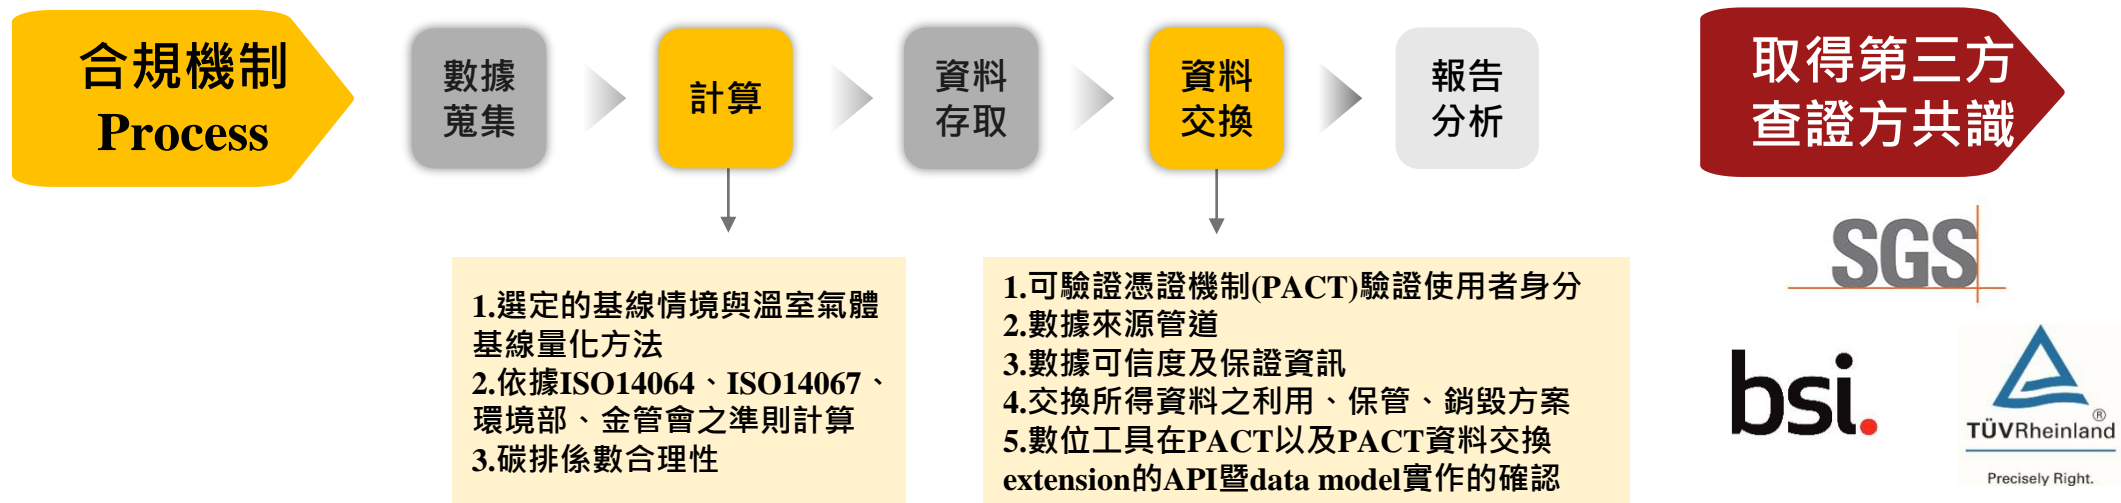 合規機制
Process
數據
蒐集
計算
資料
存取
資料
交換
報告
分析
取得第三方
查證方共識
1.選定的基線情境與溫室氣體
基線量化方法
2.依據ISO14064、ISO14067、
環境部、金管會之準則計算
3.碳排係數合理性
1.可驗證憑證機制(PACT)驗證使用者身分
2.數據來源管道
3.數據可信度及保證資訊
4.交換所得資料之利用、保管、銷毀方案
5.數位工具在PACT以及PACT資料交換
extension的API暨data model實作的確認
SGS
bsi.
®
TÜVRheinland
Precisely Right.